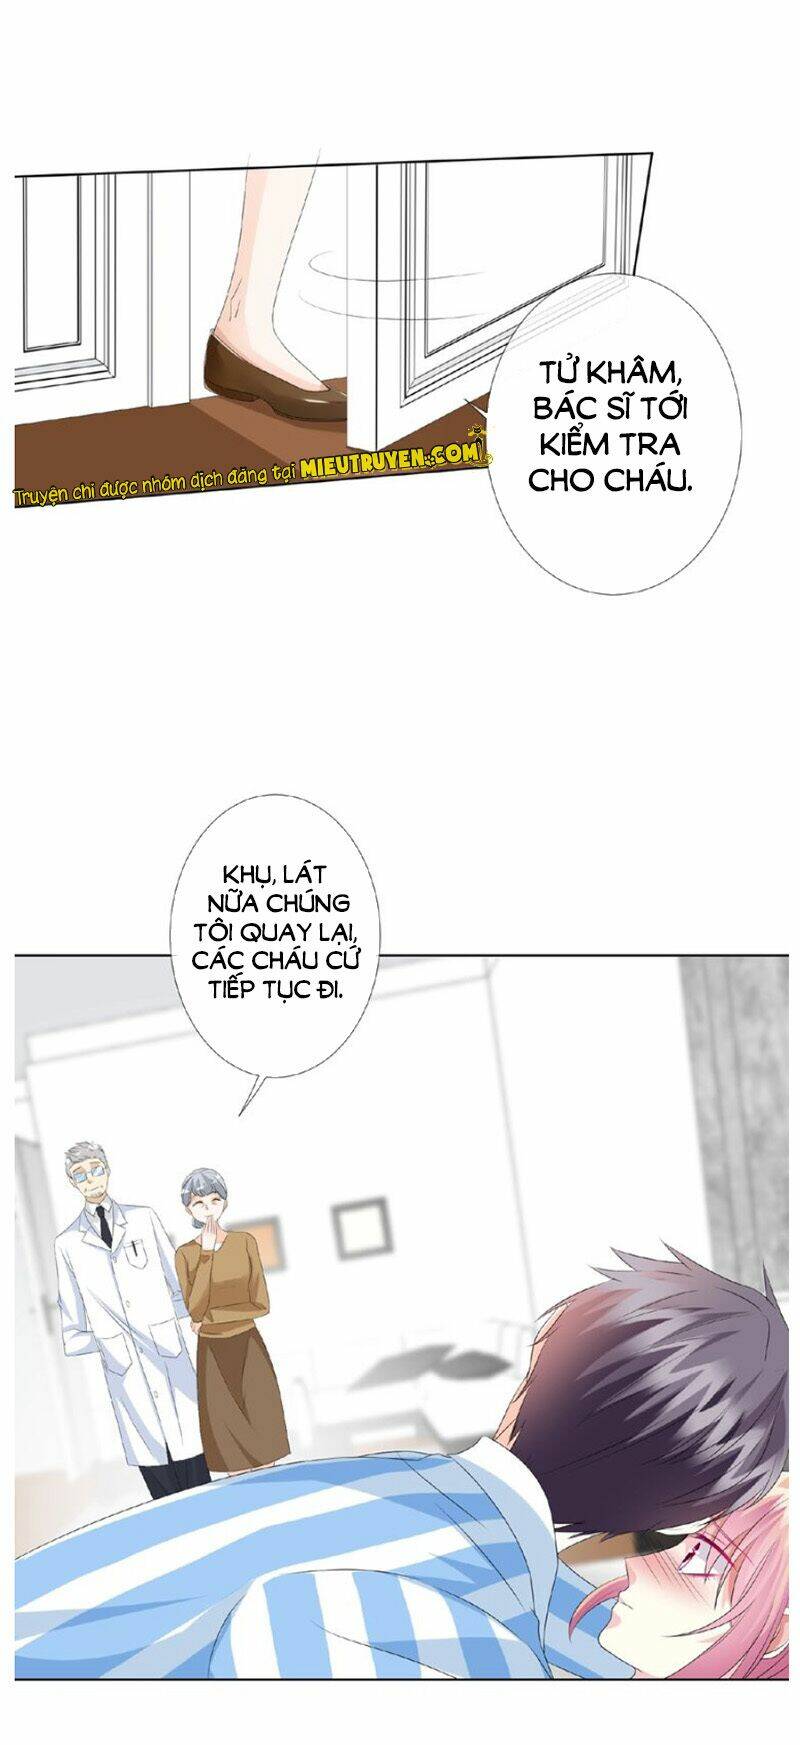 TỬ KHÂM,
BÁC SĨ TỚI
KIỂM TRA
CHO CHÁU.
Truyện chỉ được nhóm dịch đăng tại MIEUTRUYEN.COM
KHỤ, LÁT
NỮA CHÚNG
TÔI QUAY LẠI,
CÁC CHÁU CỨ
TIẾP TỤC ĐI.